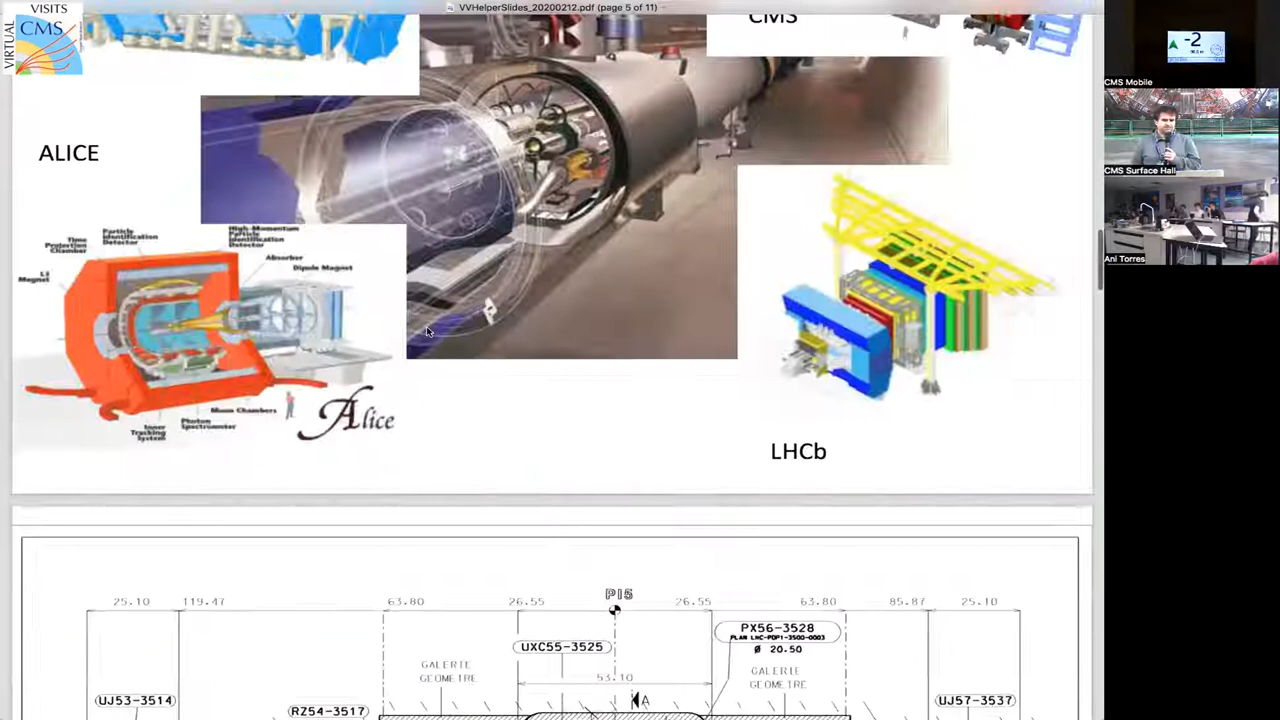 VISITS
VIRTUAL
CMS
VVHelperSlides_20200212.pdf (page 5 of 11)
CMS
-2
CMS Mobile
CMS Surface Hall
Ani Torres
ALICE
Time
Projection
Chamber
Particle
Identification
Detector
High-Momentum
Particle
Identification
Detector
Absorber
Dipole Magnet
L3
Magnet
Muon Chambers
Photon
Spectrometer
Inner
Tracking
System
Alice
LHCb
25.10
119.47
63.80
26.55
PI5
26.55
63.80
85.87
25.10
PX56-3528
PLAN LHC-PDP1-3500-0003
Ø 20.50
UXC55-3525
GALERIE
GEOMETRE
GALERIE
GEOMETRE
53.10
A
UJ53-3514
RZ54-3517
UJ57-3537